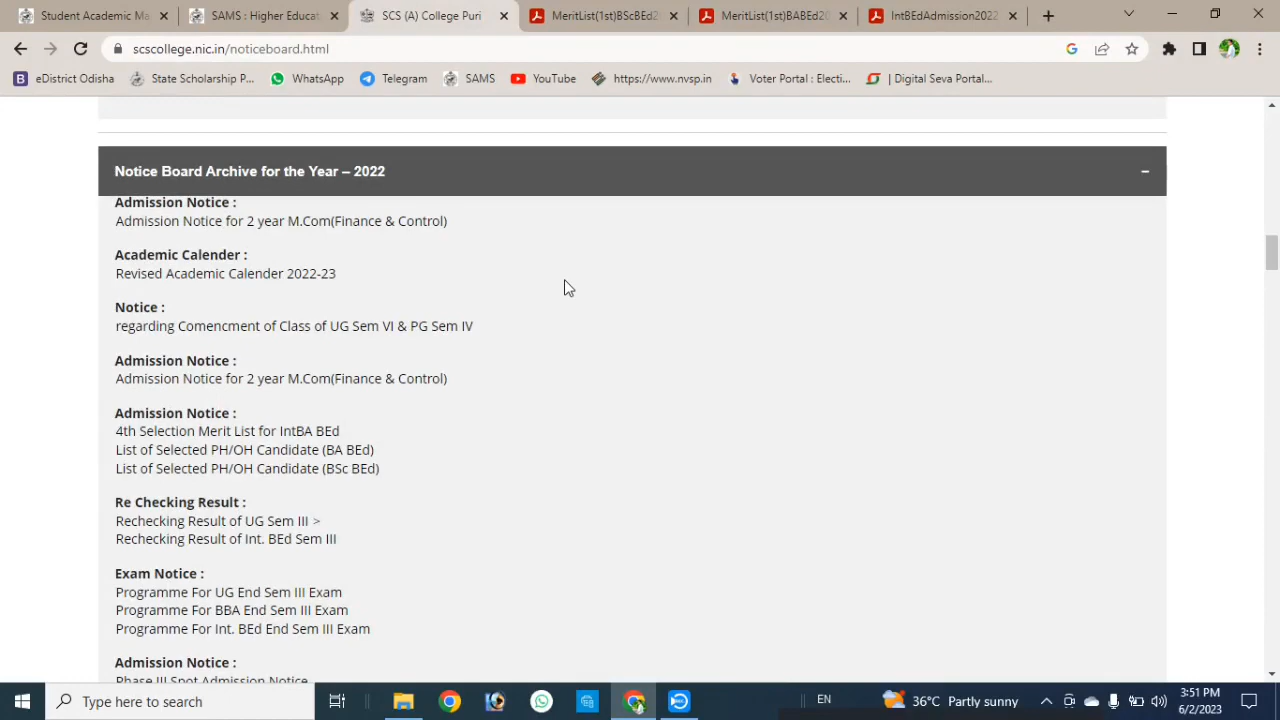 Student Academic Ma
SAMS : Higher Educat
SCS (A) College Puri
MeritList(1st)BScBEd2
MeritList(1st)BABEd20
IntBEdAdmission2022
scscollege.nic.in/noticeboard.html
eDistrict Odisha
State Scholarship P...
WhatsApp
Telegram
SAMS
YouTube
https://www.nvsp.in
Voter Portal : Electi...
| Digital Seva Portal...
Notice Board Archive for the Year – 2022
Admission Notice :
Admission Notice for 2 year M.Com(Finance & Control)
Academic Calender :
Revised Academic Calender 2022-23
Notice :
regarding Comencment of Class of UG Sem VI & PG Sem IV
Admission Notice :
Admission Notice for 2 year M.Com(Finance & Control)
Admission Notice :
4th Selection Merit List for IntBA BEd
List of Selected PH/OH Candidate (BA BEd)
List of Selected PH/OH Candidate (BSc BEd)
Re Checking Result :
Rechecking Result of UG Sem III >
Rechecking Result of Int. BEd Sem III
Exam Notice :
Programme For UG End Sem III Exam
Programme For BBA End Sem III Exam
Programme For Int. BEd End Sem III Exam
Admission Notice :
Phase III Spot Admission Notice
Type here to search
EN
36°C Partly sunny
3:51 PM
6/2/2023